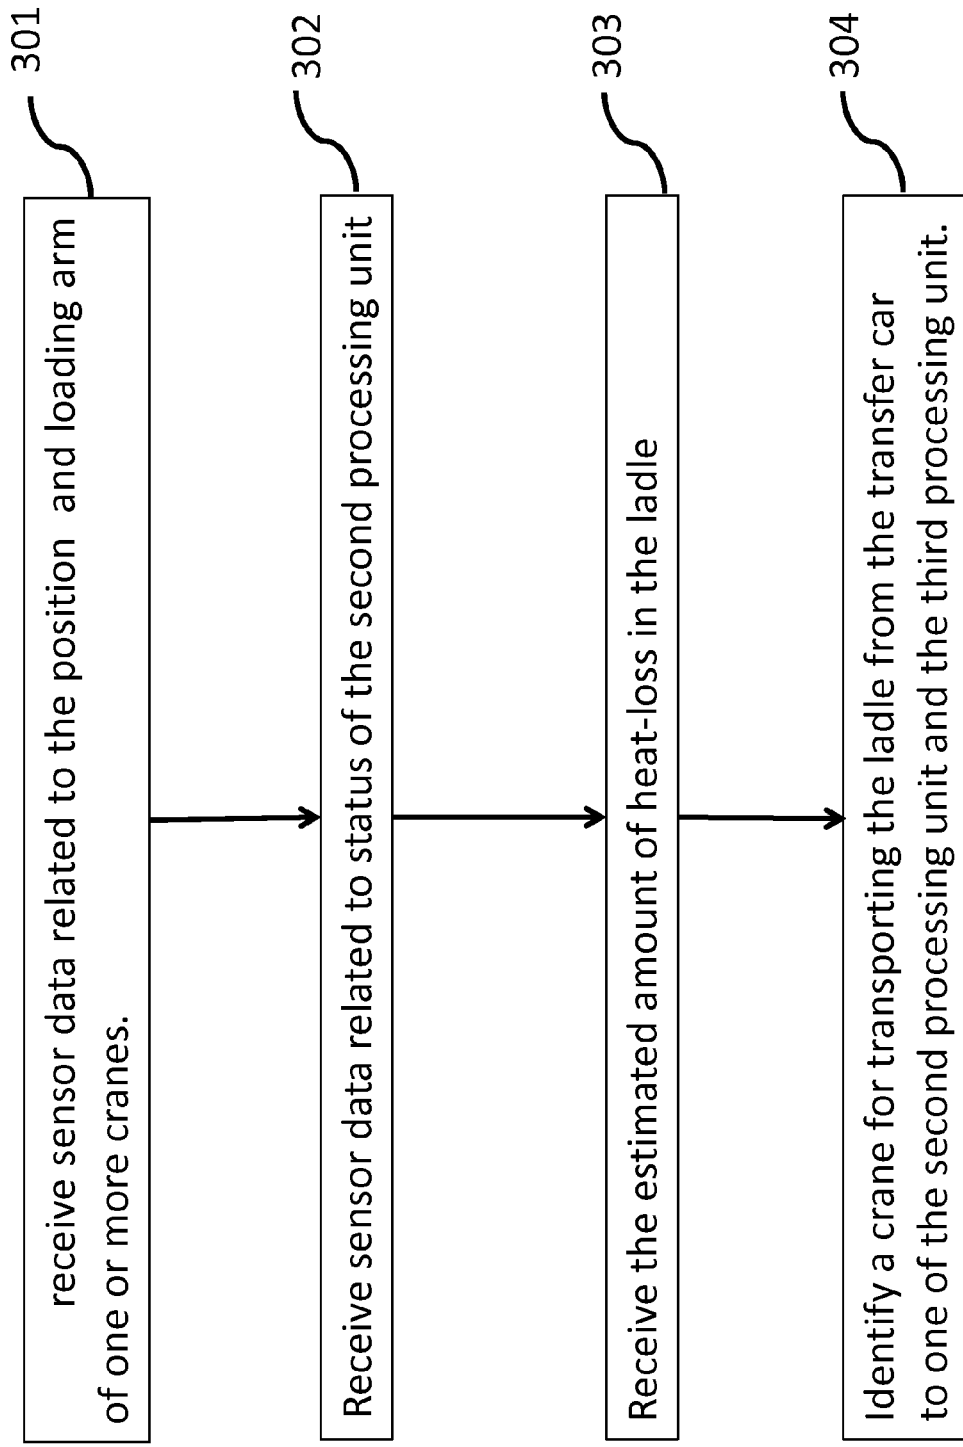 301
receive sensor data related to the position and loading arm
of one or more cranes.
302
Receive sensor data related to status of the second processing unit
303
Receive the estimated amount of heat-loss in the ladle
304
Identify a crane for transporting the ladle from the transfer car
to one of the second processing unit and the third processing unit.